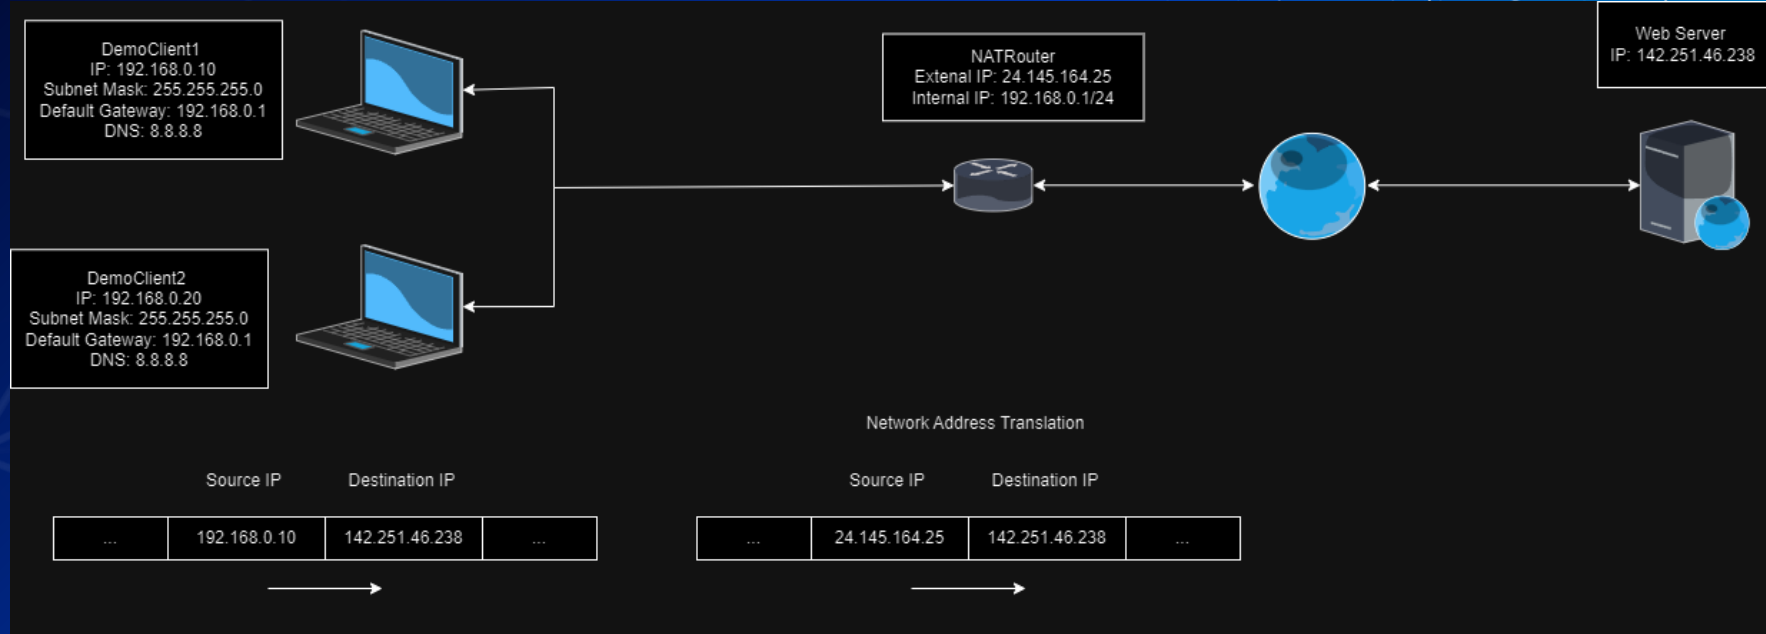 DemoClient1
IP: 192.168.0.10
Subnet Mask: 255.255.255.0
Default Gateway: 192.168.0.1
DNS: 8.8.8.8
NATRouter
Extenal IP: 24.145.164.25
Internal IP: 192.168.0.1/24
Web Server
IP: 142.251.46.238
DemoClient2
IP: 192.168.0.20
Subnet Mask: 255.255.255.0
Default Gateway: 192.168.0.1
DNS: 8.8.8.8
Network Address Translation
Source IP Destination IP
... 192.168.0.10 142.251.46.238 ...
Source IP Destination IP
... 24.145.164.25 142.251.46.238 ...